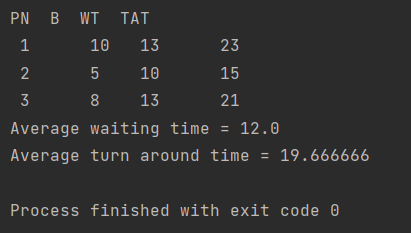 PN B WT TAT
1 10 13 23
2 5 10 15
3 8 13 21
Average waiting time = 12.0
Average turn around time = 19.666666
Process finished with exit code 0